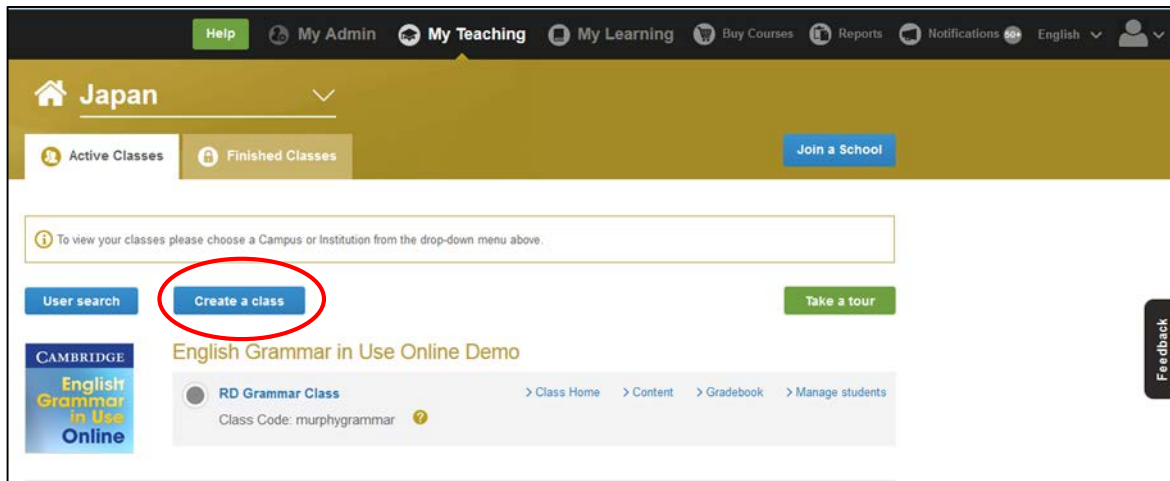 Help My Admin My Teaching My Learning Buy Courses Reports Notifications 60+ English
Japan
Active Classes Finished Classes Join a School
To view your classes please choose a Campus or Institution from the drop-down menu above.
User search Create a class Take a tour
Feedback
CAMBRIDGE
English
Grammar
in Use
Online
English Grammar in Use Online Demo
RD Grammar Class > Class Home > Content > Gradebook > Manage students
Class Code: murphygrammar ?